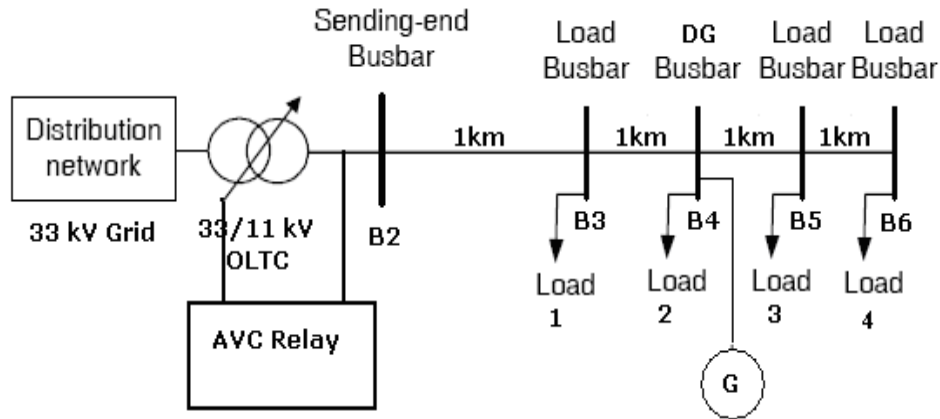 Sending-end
Busbar
Load
Busbar
DG
Busbar
Load
Busbar
Load
Busbar
Distribution
network
1km
1km
1km
1km
33 kV Grid
33/11 kV
OLTC
B2
B3
B4
B5
B6
Load
1
Load
2
Load
3
Load
4
AVC Relay
G